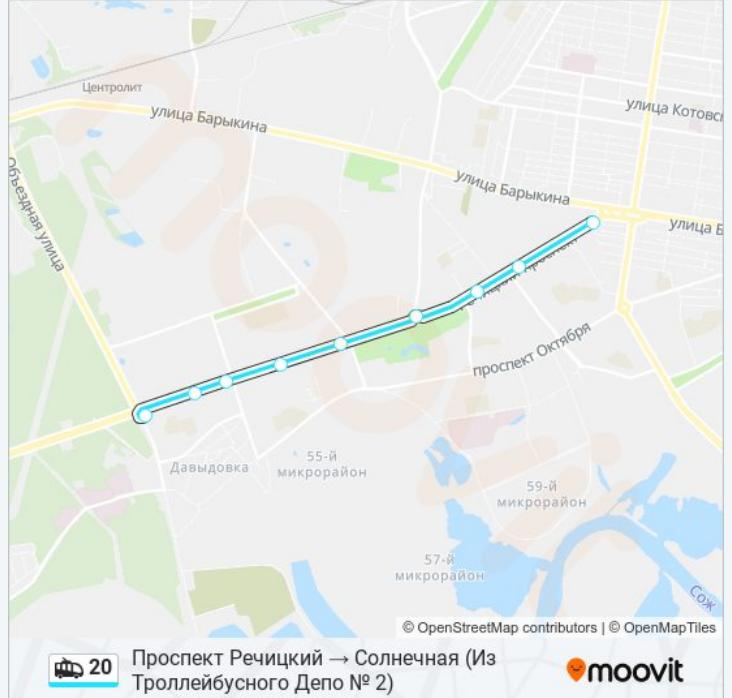 Центролит
улица Барыкина
улица Котовс
Объездная улица
улица Барыкина
улица Б
проспект Октября
55-й
микрорайон
Давыдовка
59-й
микрорайон
57-й
микрорайон
Сож
© OpenStreetMap contributors | © OpenMapTiles
20
Проспект Речицкий → Солнечная (Из
Троллейбусного Депо № 2)
moovit